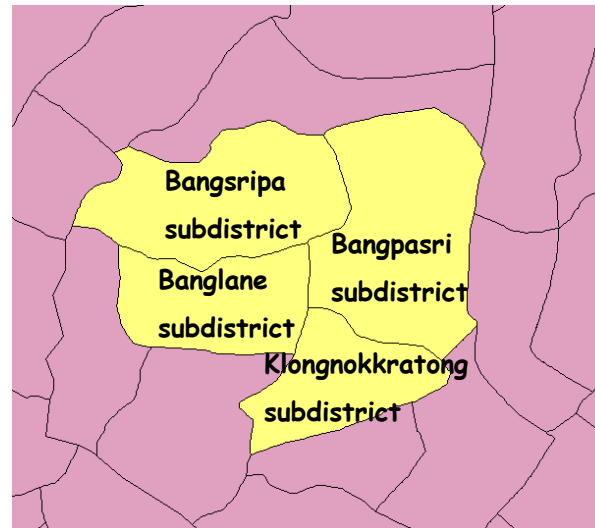 Bangsripa
subdistrict
Bangpasri
subdistrict
Banglane
subdistrict
Klongnokkratong
subdistrict